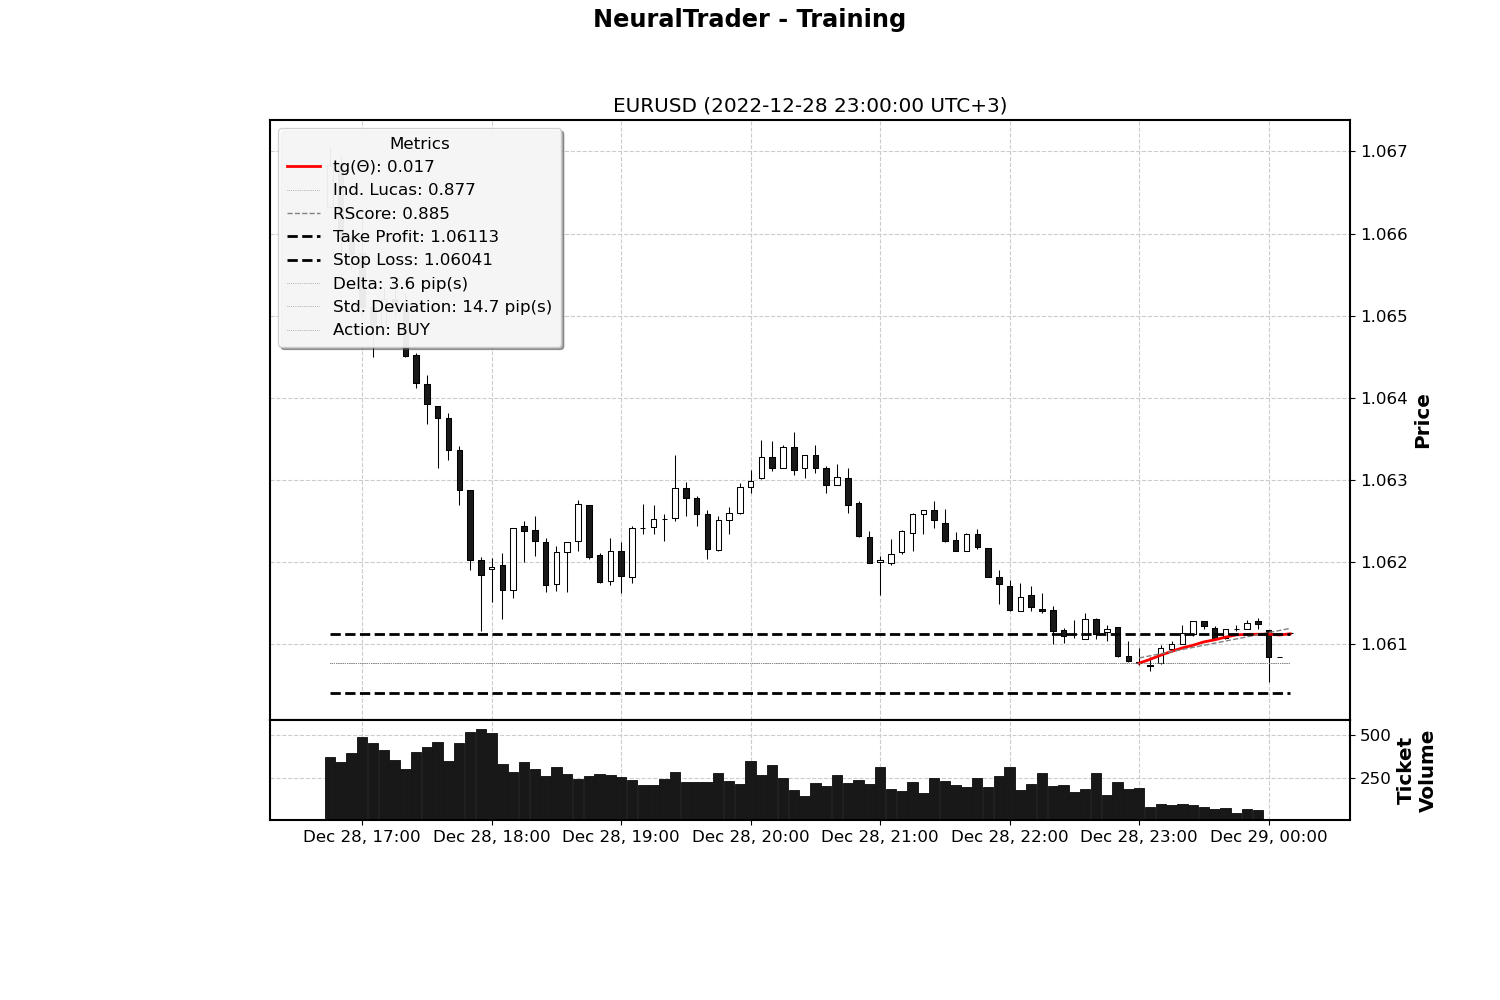 NeuralTrader - Training
EURUSD (2022-12-28 23:00:00 UTC+3)
Metrics
tg(Θ): 0.017
Ind. Lucas: 0.877
RScore: 0.885
Take Profit: 1.06113
Stop Loss: 1.06041
Delta: 3.6 pip(s)
Std. Deviation: 14.7 pip(s)
Action: BUY
1.067
1.066
1.065
1.064
1.063
1.062
1.061
Price
500
250
Ticket
Volume
Dec 28, 17:00 Dec 28, 18:00 Dec 28, 19:00 Dec 28, 20:00 Dec 28, 21:00 Dec 28, 22:00 Dec 28, 23:00 Dec 29, 00:00